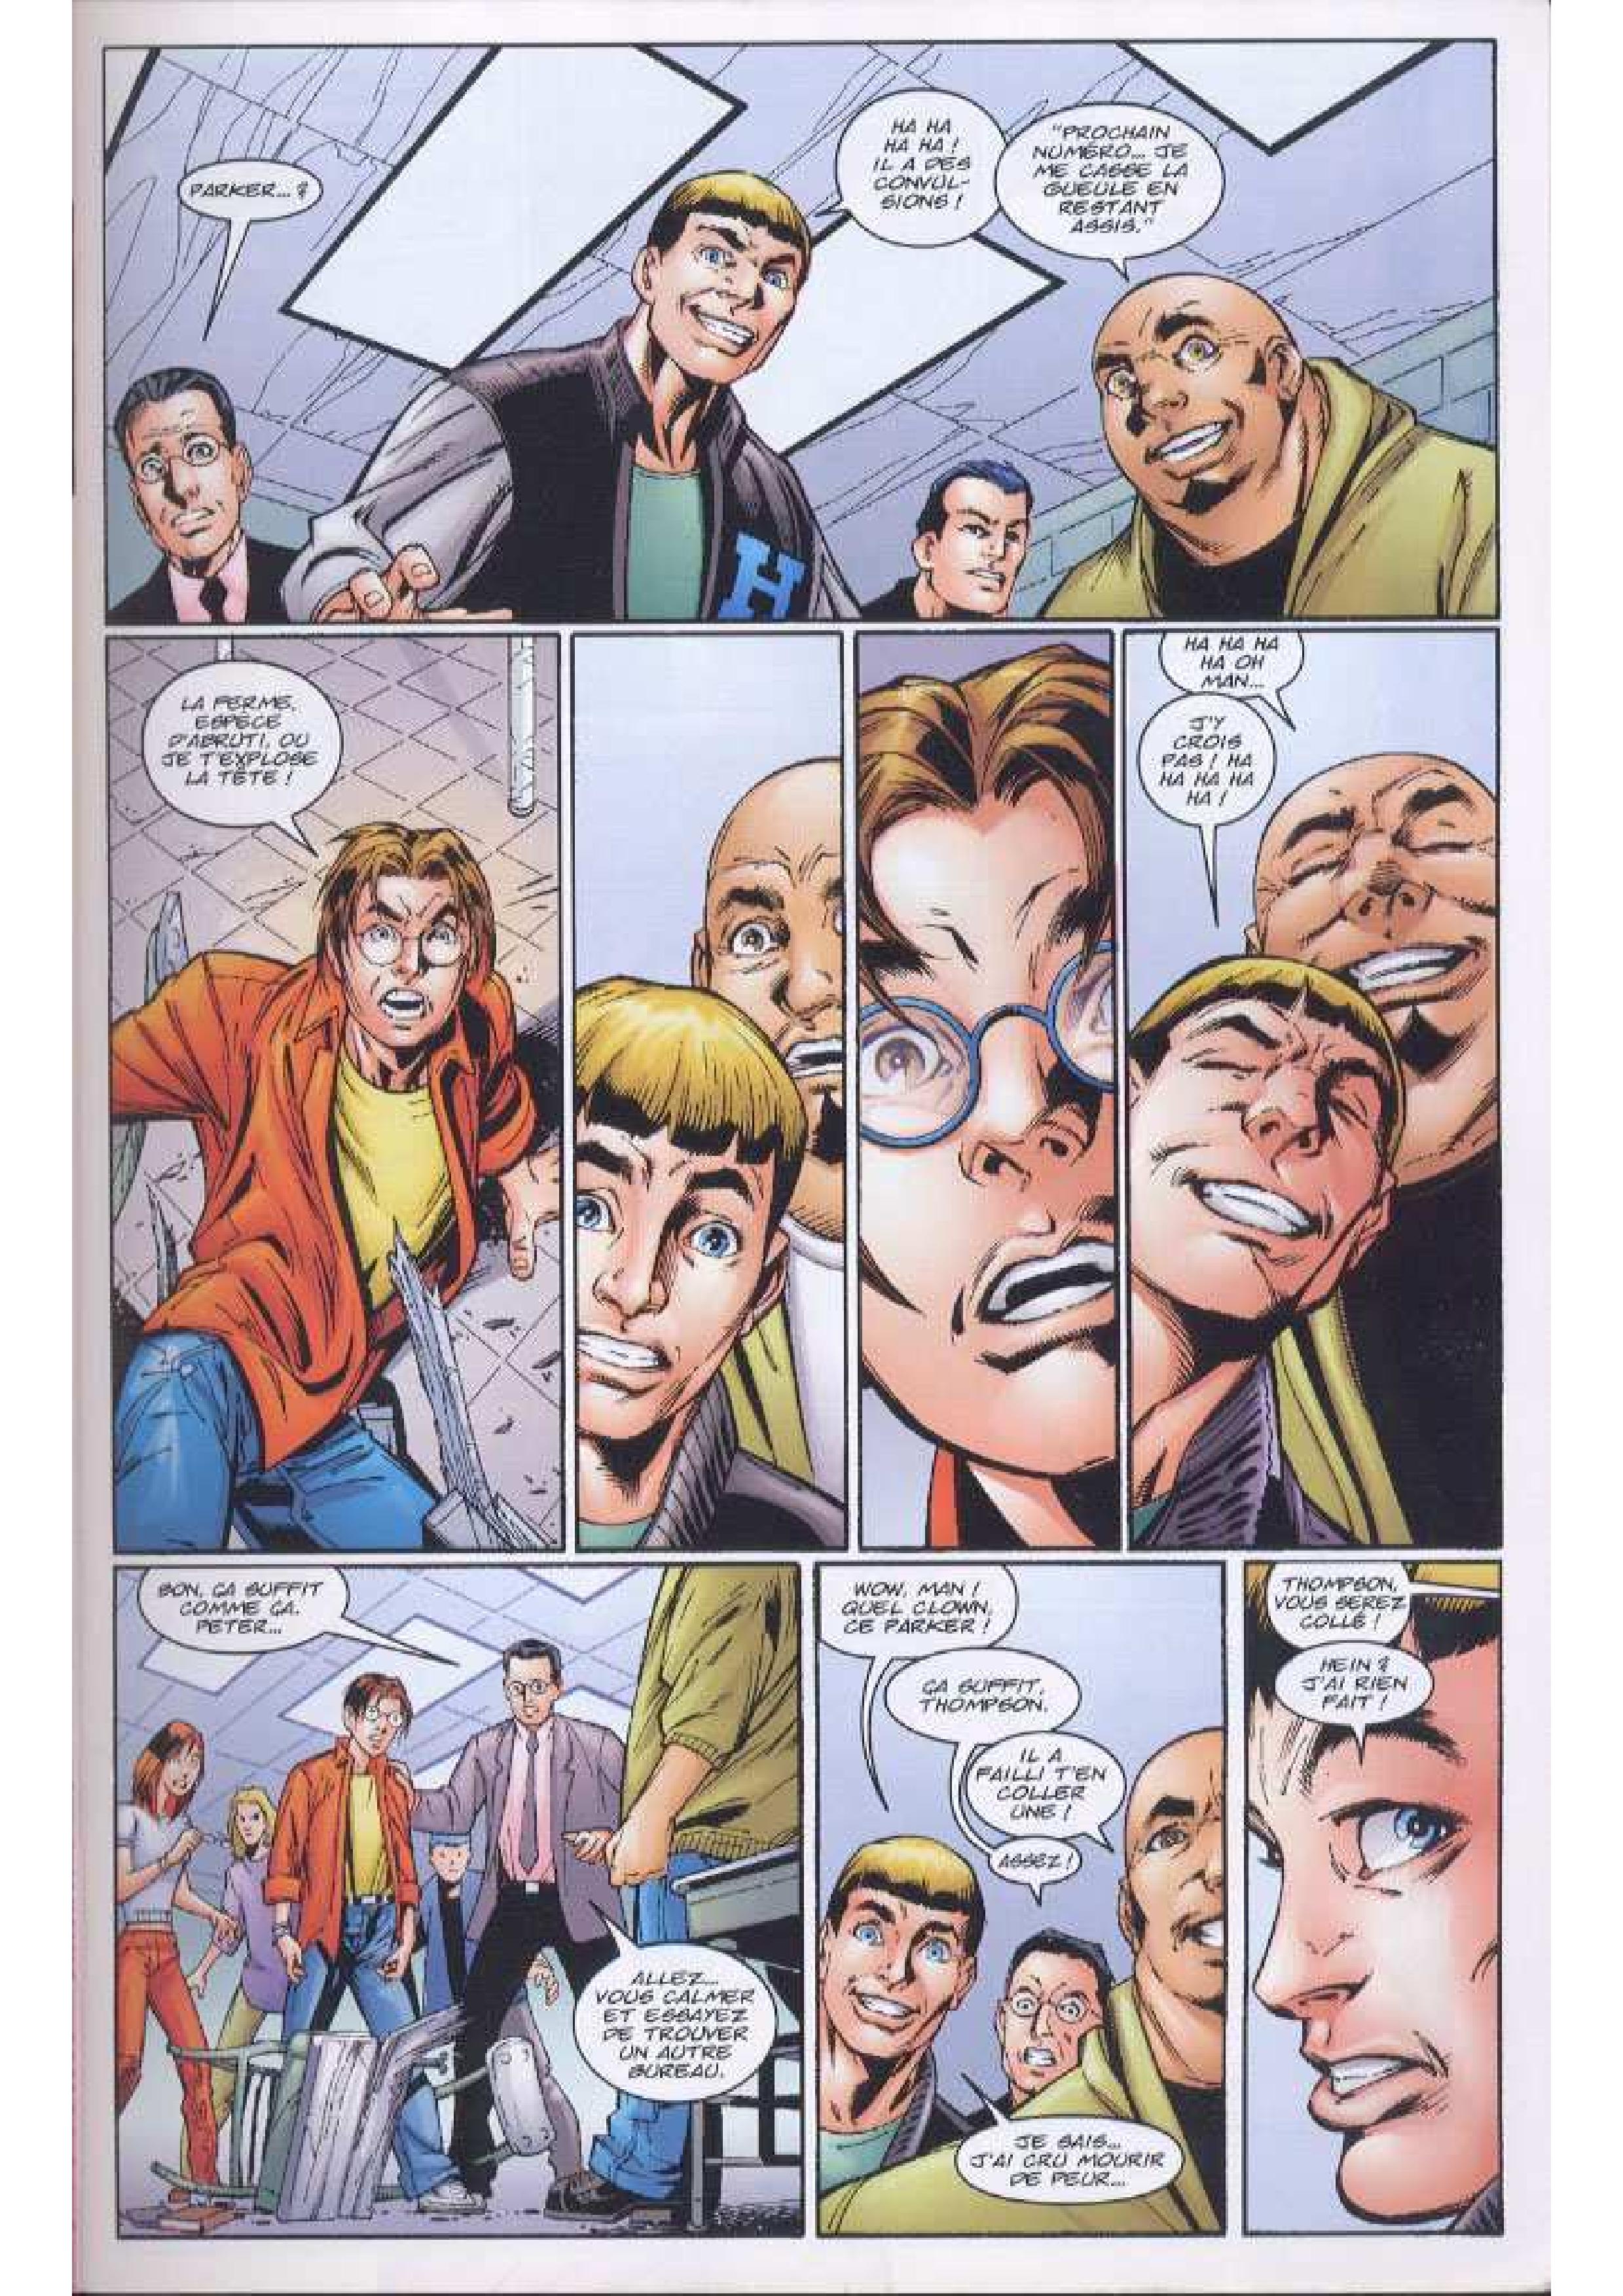 PARKER... ?
HA HA
HA HA !
IL A DES
CONVUL-
SIONS !
"PROCHAIN
NUMÉRO... JE
ME CASSE LA
GUEULE EN
RESTANT
ASSIS."
H
LA FERME,
ESPÈCE
D'ABRUTI, OU
JE T'EXPLOSE
LA TÊTE !
HA HA HA
HA OH
MAN...
J'Y
CROIS
PAS ! HA
HA HA HA
HA !
BON, ÇA SUFFIT
COMME ÇA.
PETER...
ALLEZ...
VOUS CALMER
ET ESSAYEZ
DE TROUVER
UN AUTRE
BUREAU.
WOW, MAN !
QUEL CLOWN,
CE PARKER !
ÇA SUFFIT,
THOMPSON.
IL A
FAILLI T'EN
COLLER
UNE !
ASSEZ !
JE SAIS...
J'AI CRU MOURIR
DE PEUR...
THOMPSON,
VOUS SEREZ
COLLÉ !
HEIN ?
J'AI RIEN
FAIT !